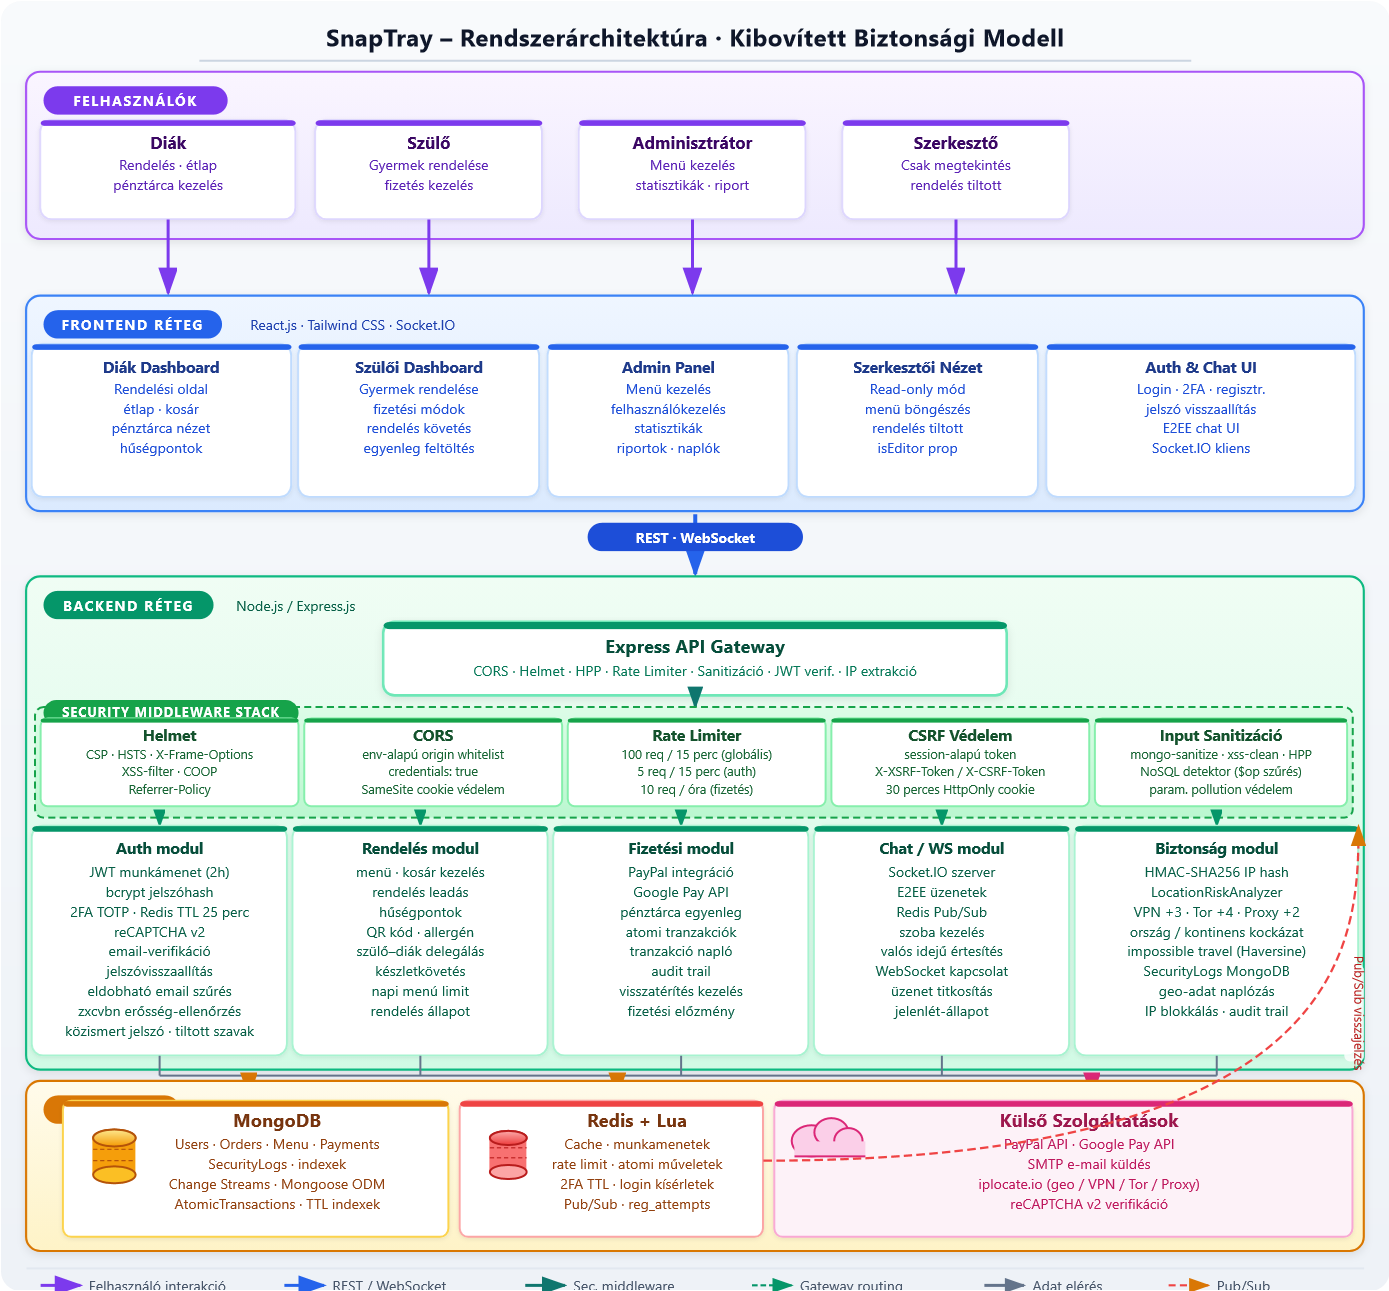 SnapTray – Rendszerárchitektúra · Kibovített Biztonsági Modell
FELHASZNÁLÓK
Diák
Rendelés · étlap
pénztárca kezelés
Szülő
Gyermek rendelése
fizetés kezelés
Adminisztrátor
Menü kezelés
statisztikák · riport
Szerkesztő
Csak megtekintés
rendelés tiltott
FRONTEND RÉTEG
React.js · Tailwind CSS · Socket.IO
Diák Dashboard
Rendelési oldal
étlap · kosár
pénztárca nézet
hűségpontok
Szülői Dashboard
Gyermek rendelése
fizetési módok
rendelés követés
egyenleg feltöltés
Admin Panel
Menü kezelés
felhasználókezelés
statisztikák
riportok · naplók
Szerkesztői Nézet
Read-only mód
menü böngészés
rendelés tiltott
isEditor prop
Auth & Chat UI
Login · 2FA · regisztr.
jelszó visszaallítás
E2EE chat UI
Socket.IO kliens
REST · WebSocket
BACKEND RÉTEG
Node.js / Express.js
Express API Gateway
CORS · Helmet · HPP · Rate Limiter · Sanitizáció · JWT verif. · IP extrakció
SECURITY MIDDLEWARE STACK
Helmet
CSP · HSTS · X-Frame-Options
XSS-filter · COOP
Referrer-Policy
CORS
env-alapú origin whitelist
credentials: true
SameSite cookie védelem
Rate Limiter
100 req / 15 perc (globális)
5 req / 15 perc (auth)
10 req / óra (fizetés)
CSRF Védelem
session-alapú token
X-XSRF-Token / X-CSRF-Token
30 perces HttpOnly cookie
Input Sanitizáció
mongo-sanitize · xss-clean · HPP
NoSQL detektor ($op szűrés)
param. pollution védelem
Auth modul
JWT munkámenet (2h)
bcrypt jelszóhash
2FA TOTP · Redis TTL 25 perc
reCAPTCHA v2
email-verifikáció
jelszóvisszaallítás
eldobható email szűrés
zxcvbn erősség-ellenőrzés
közismert jelszó · tiltott szavak
Rendelés modul
menü · kosár kezelés
rendelés leadás
hűségpontok
QR kód · allergén
szülő–diák delegálás
készletkövetés
napi menú limit
rendelés állapot
Fizetési modul
PayPal integráció
Google Pay API
pénztárca egyenleg
atomi tranzakciók
tranzakció napló
audit trail
visszatérítés kezelés
fizetési előzmény
Chat / WS modul
Socket.IO szerver
E2EE üzenetek
Redis Pub/Sub
szoba kezelés
valós idejű értesítés
WebSocket kapcsolat
üzenet titkosítás
jelenlét-állapot
Biztonság modul
HMAC-SHA256 IP hash
LocationRiskAnalyzer
VPN +3 · Tor +4 · Proxy +2
ország / kontinens kockázat
impossible travel (Haversine)
SecurityLogs MongoDB
geo-adat naplózás
IP blokkálás · audit trail
Pub/Sub visszajelzés
MongoDB
Users · Orders · Menu · Payments
SecurityLogs · indexek
Change Streams · Mongoose ODM
AtomicTransactions · TTL indexek
Redis + Lua
Cache · munkamenetek
rate limit · atomi műveletek
2FA TTL · login kísérletek
Pub/Sub · reg_attempts
Külső Szolgáltatások
PayPal API · Google Pay API
SMTP e-mail küldés
iplocate.io (geo / VPN / Tor / Proxy)
reCAPTCHA v2 verifikáció
Felhasználó interakció
REST / WebSocket
Sec. middleware
Gateway routing
Adat elérés
Pub/Sub